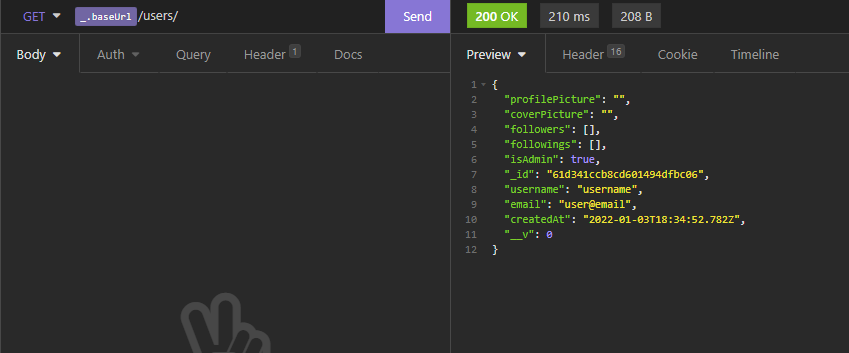 GET _.baseUrl /users/ Send
200 OK 210 ms 208 B
Body Auth Query Header 1 Docs
Preview Header 16 Cookie Timeline
1 {
2 "profilePicture": "",
3 "coverPicture": "",
4 "followers": [],
5 "followings": [],
6 "isAdmin": true,
7 "_id": "61d341ccb8cd601494dfbc06",
8 "username": "username",
9 "email": "user@email",
10 "createdAt": "2022-01-03T18:34:52.782Z",
11 "__v": 0
12 }